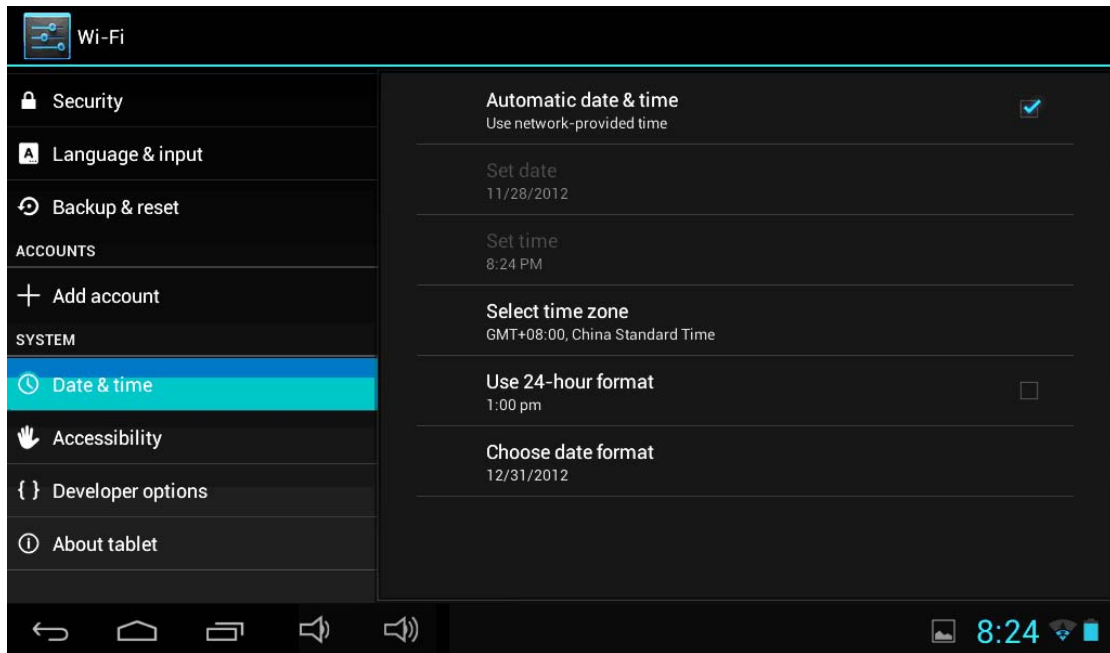 Wi-Fi
Security
Language & input
Backup & reset
ACCOUNTS
Add account
SYSTEM
Date & time
Accessibility
{ } Developer options
About tablet
Automatic date & time
Use network-provided time
Set date
11/28/2012
Set time
8:24 PM
Select time zone
GMT+08:00, China Standard Time
Use 24-hour format
1:00 pm
Choose date format
12/31/2012
8:24